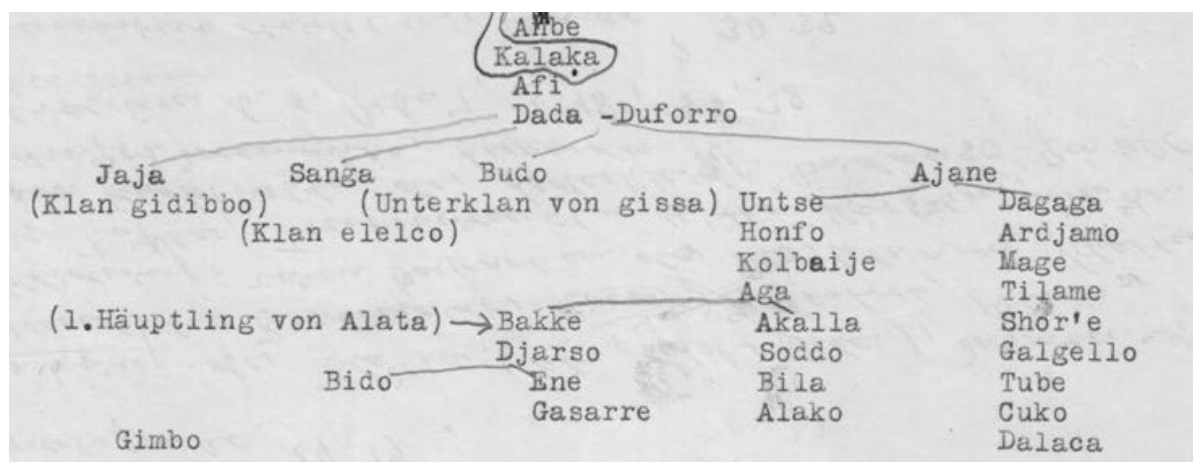 Ambe
Kalaka
Afi
Dada -Duforro
Jaja Sanga Budo Ajane
(Klan gidibbo) (Unterklan von gissa) Untse Dagaga
(Klan elelco) Honfo Ardjamo
Kolbaije Mage
Aga Tilame
(1.Häuptling von Alata) Bakke Akalla Shor'e
Djarso Soddo Galgello
Bido Ene Bila Tube
Gasarre Alako Cuko
Gimbo Dalaca